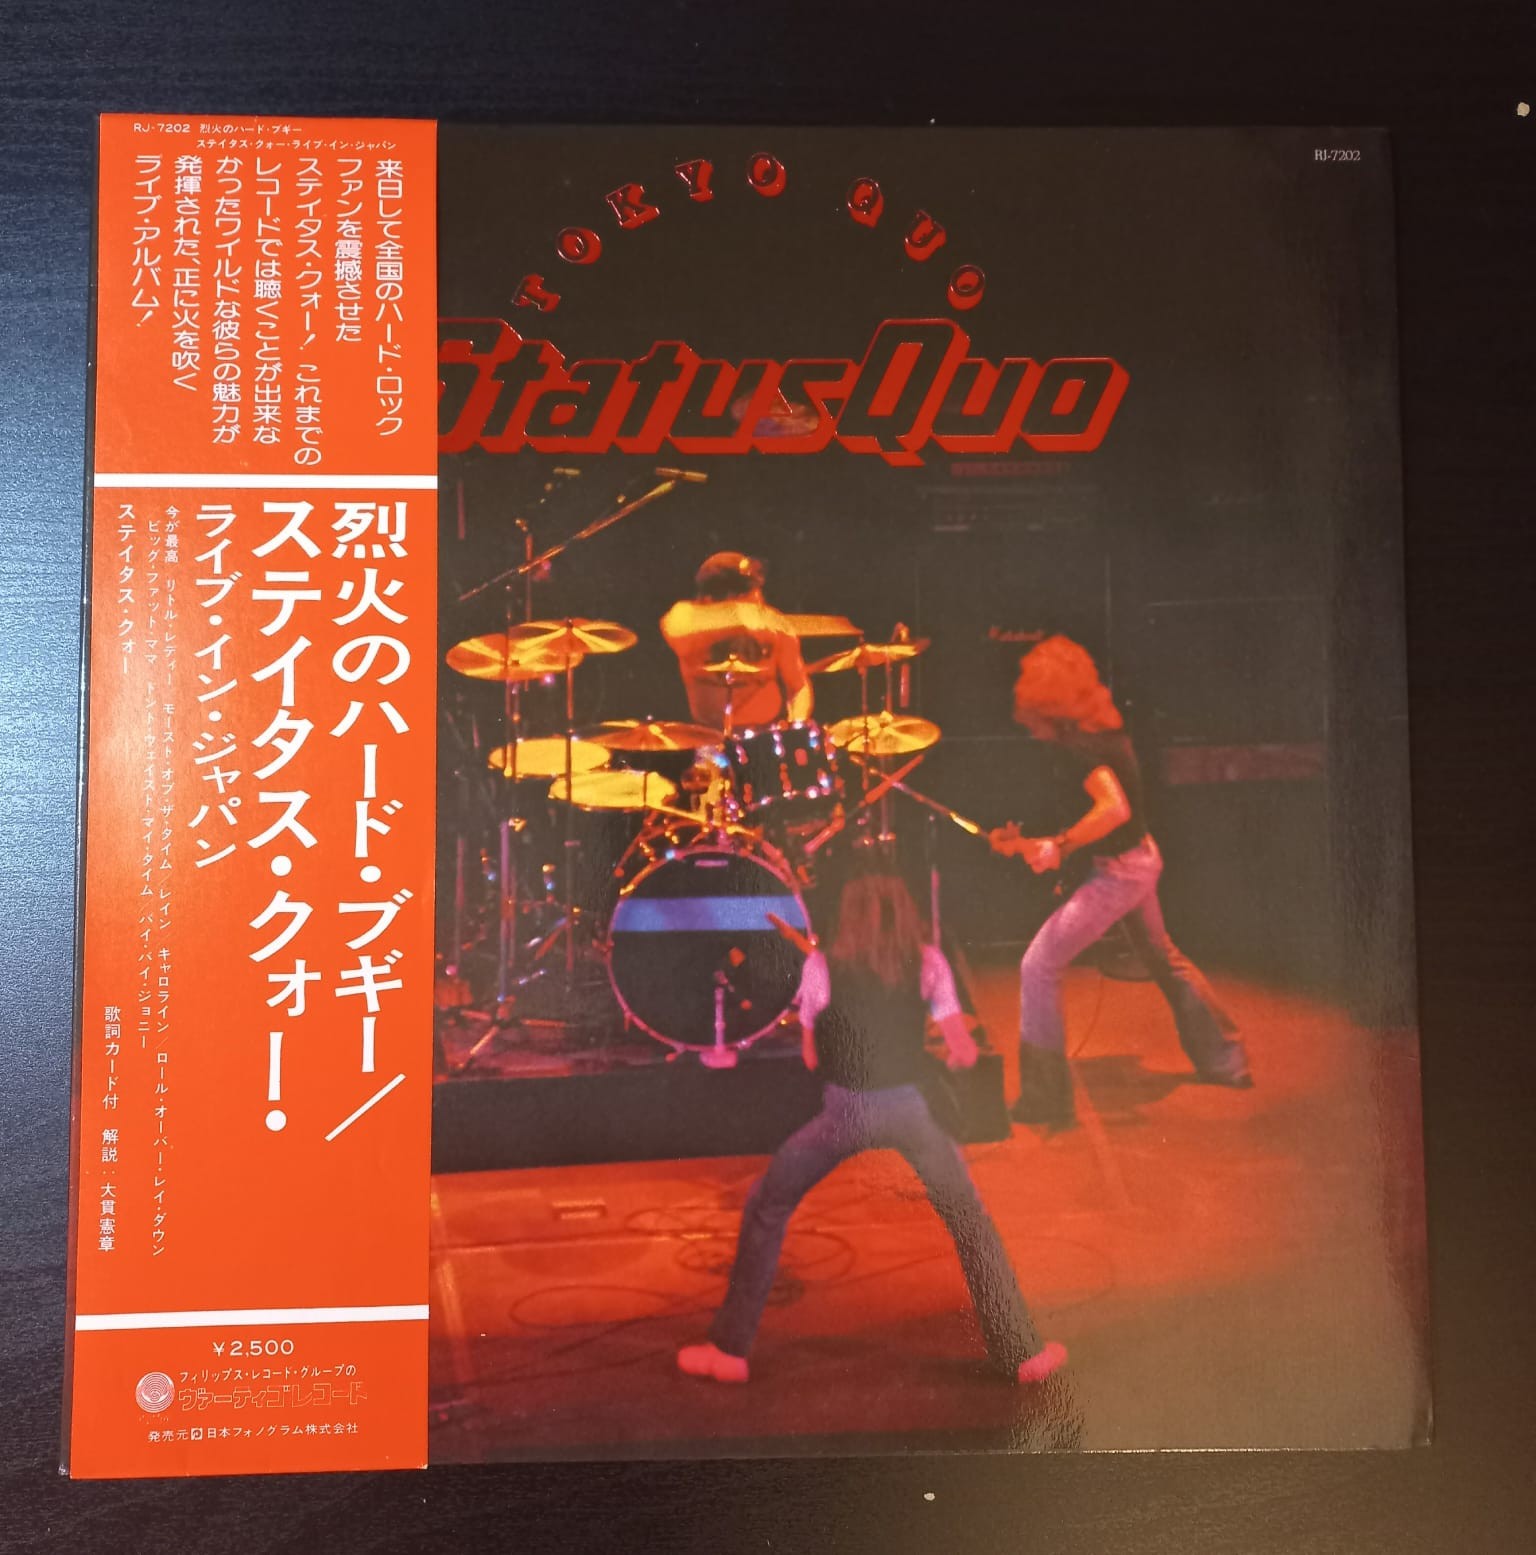 RJ-7202 烈火のハード・ブギー
ステイタス・クォー・ライブ・イン・ジャパン
来日して全国のハード・ロック
ファンを震撼させた
ステイタス・クォー! これまでの
レコードでは聴くことが出来な
かったワイルドな彼らの魅力が
発揮された、正に火を吹く
ライブ・アルバム!
烈火のハード・ブギー/
ステイタス・クォー・
ライブ・イン・ジャパン
今が最高 リトル・レディー モースト・オブ・ザ・タイム/レイン キャロライン/ロール・オーバー・レイ・ダウン
ビッグ・ファット・ママ ドント・ウェイスト・マイ・タイム/バイ・バイ・ジョニー
ステイタス・クォー
歌詞カード付 解説:大貫憲章
¥2,500
フィリップス・レコード・グループの
ヴァーティゴレコード
発売元 日本フォノグラム株式会社
RJ-7202
TOKYO QUO
Status Quo